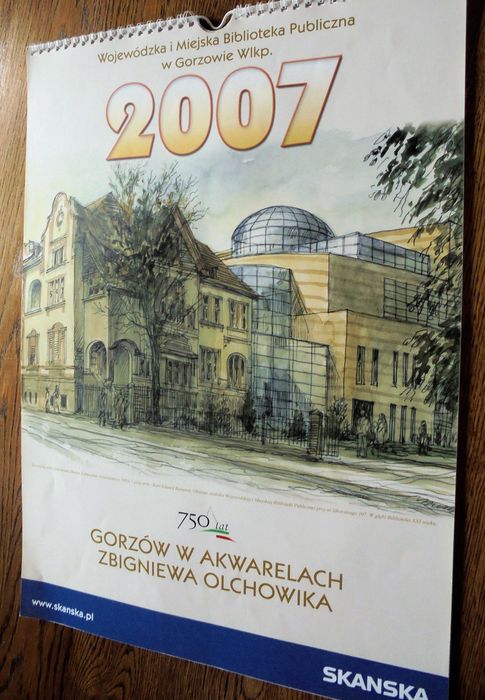 Wojewódzka i Miejska Biblioteka Publiczna
w Gorzowie Wlkp.
2007
750 lat
GORZÓW W AKWARELACH
ZBIGNIEWA OLCHOWIKA
www.skanska.pl
SKANSKA